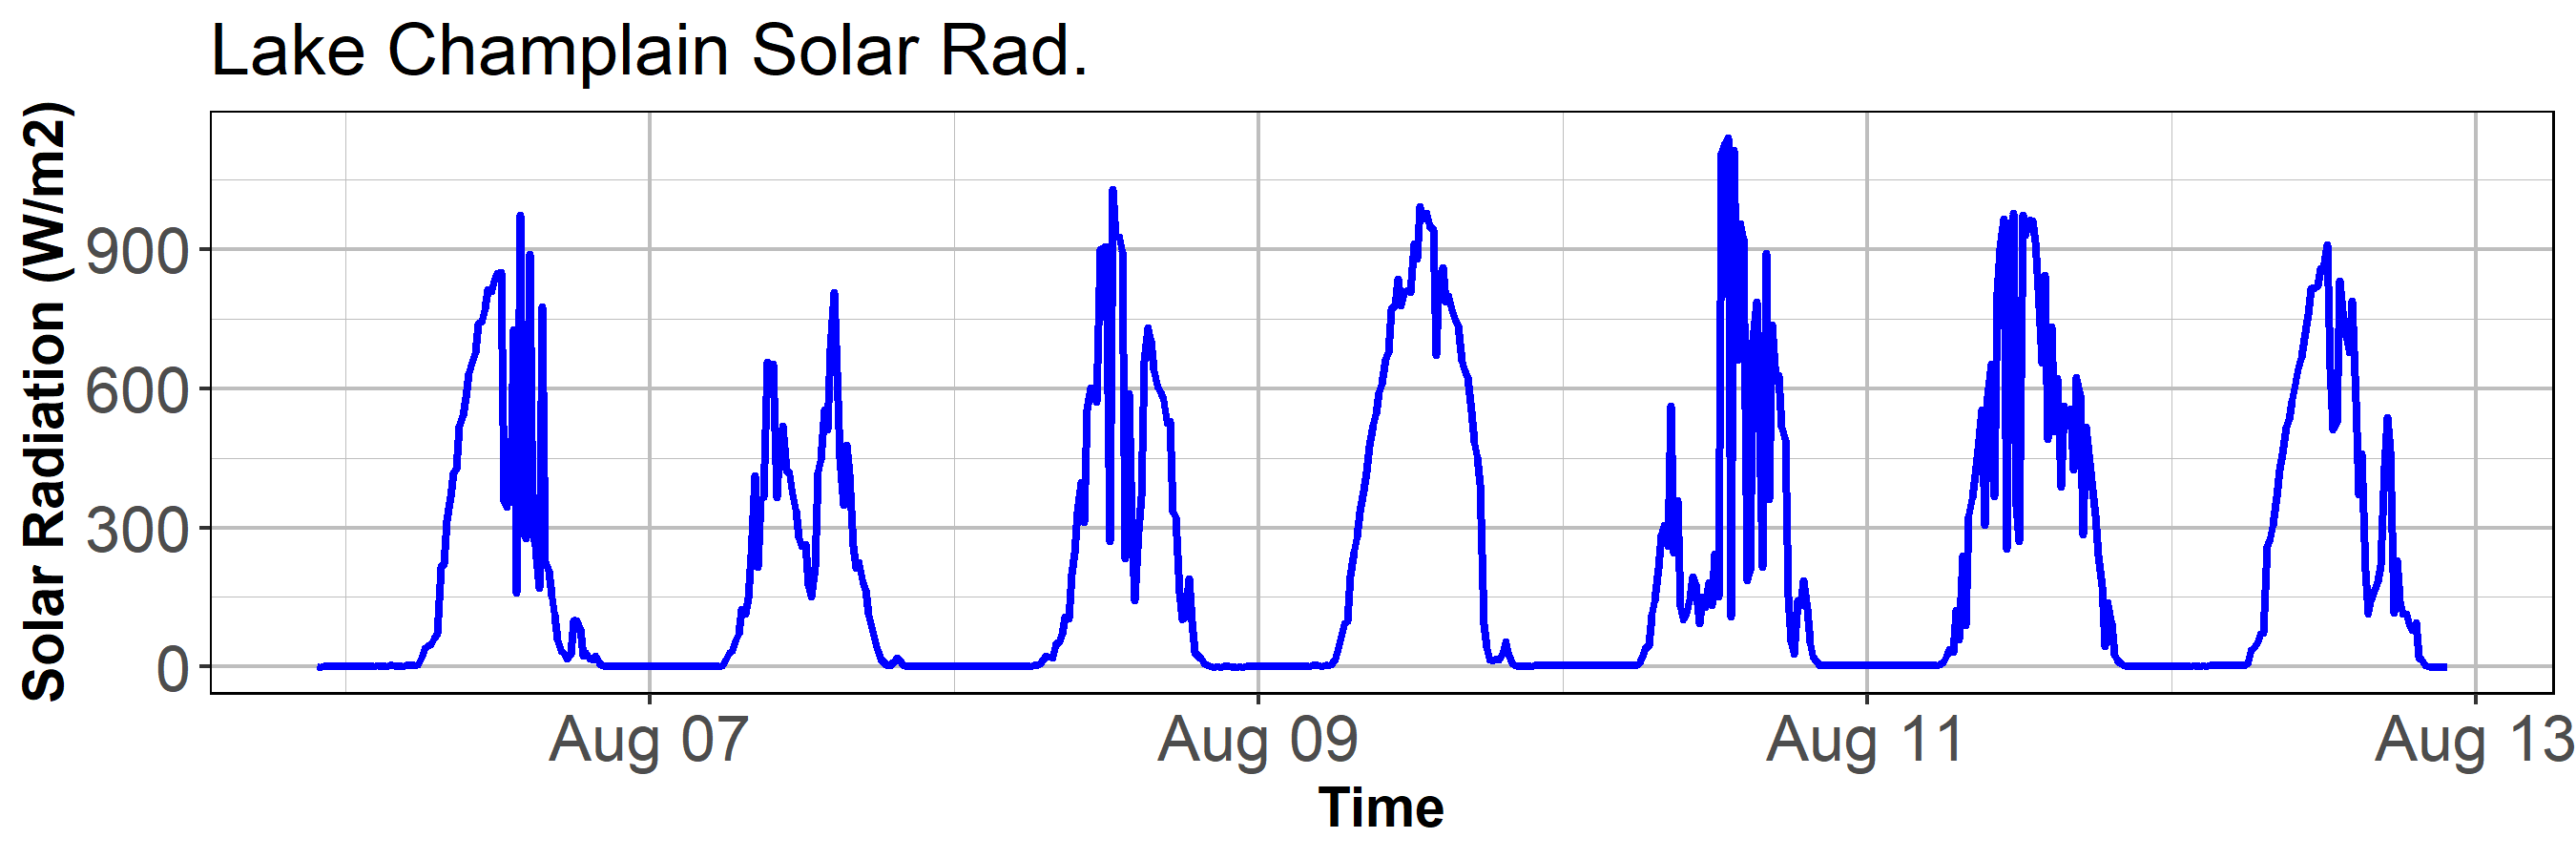 Lake Champlain Solar Rad.
Solar Radiation (W/m2)
900
600
300
0
Aug 07 Aug 09 Aug 11 Aug 13
Time